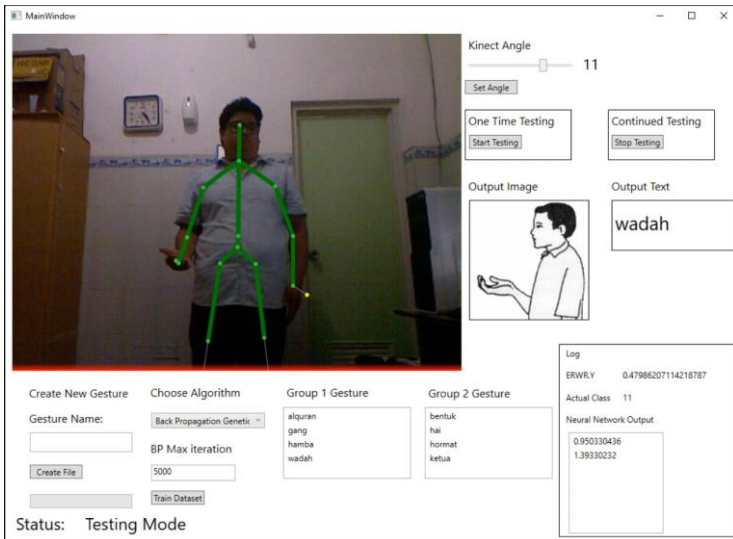 MainWindow
Kinect Angle
11
Set Angle
One Time Testing
Start Testing
Continued Testing
Stop Testing
Output Image
Output Text
wadah
Create New Gesture
Gesture Name:
Create File
Choose Algorithm
Back Propagation Genetic
BP Max iteration
5000
Train Dataset
Group 1 Gesture
alquran
gang
hamba
wadah
Group 2 Gesture
bentuk
hai
hormat
ketua
Log
ERWR.Y 0.47986207114218787
Actual Class 11
Neural Network Output
0.950330436
1.39330232
Status: Testing Mode